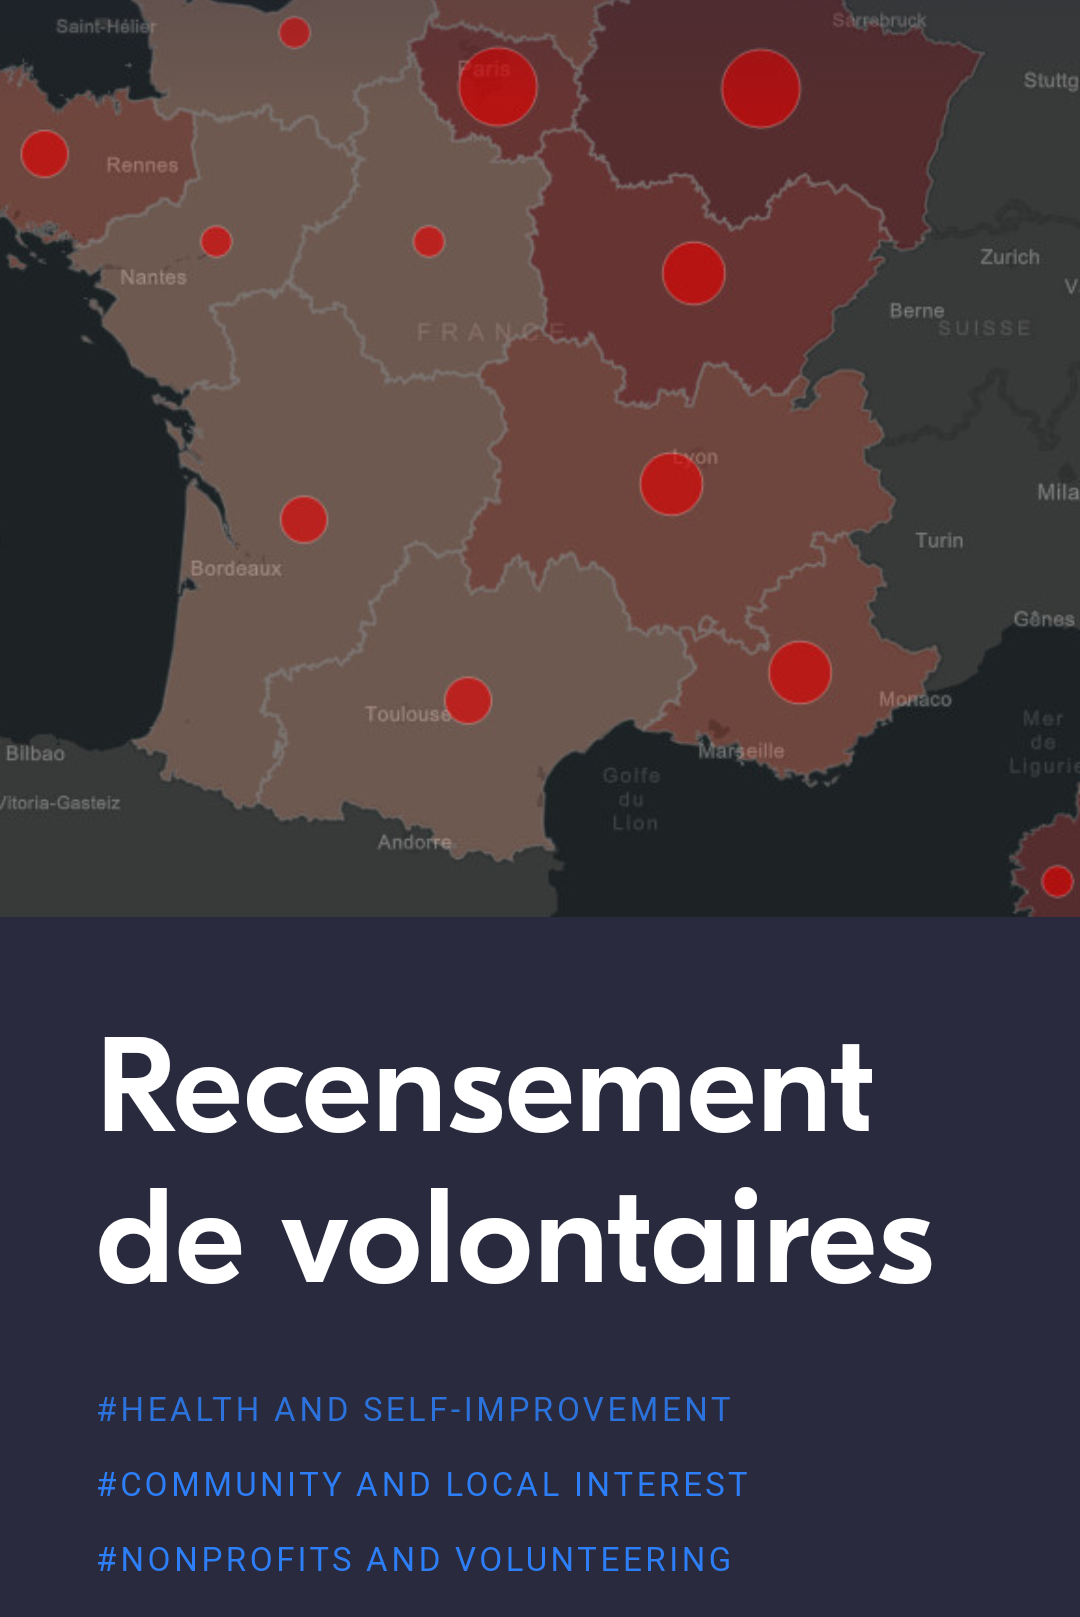 Saint-Hélier
Sarrebruck
Paris
Stuttg
Rennes
Zurich
Nantes
V
Berne
FRANCE
SUISSE
Lyon
Mila
Turin
Bordeaux
Gênes
Monaco
Toulouse
Mer
de
Ligurie
Marseille
Bilbao
Golfe
du
Lion
Vitoria-Gasteiz
Andorre
Recensement
de volontaires
#HEALTH AND SELF-IMPROVEMENT
#COMMUNITY AND LOCAL INTEREST
#NONPROFITS AND VOLUNTEERING